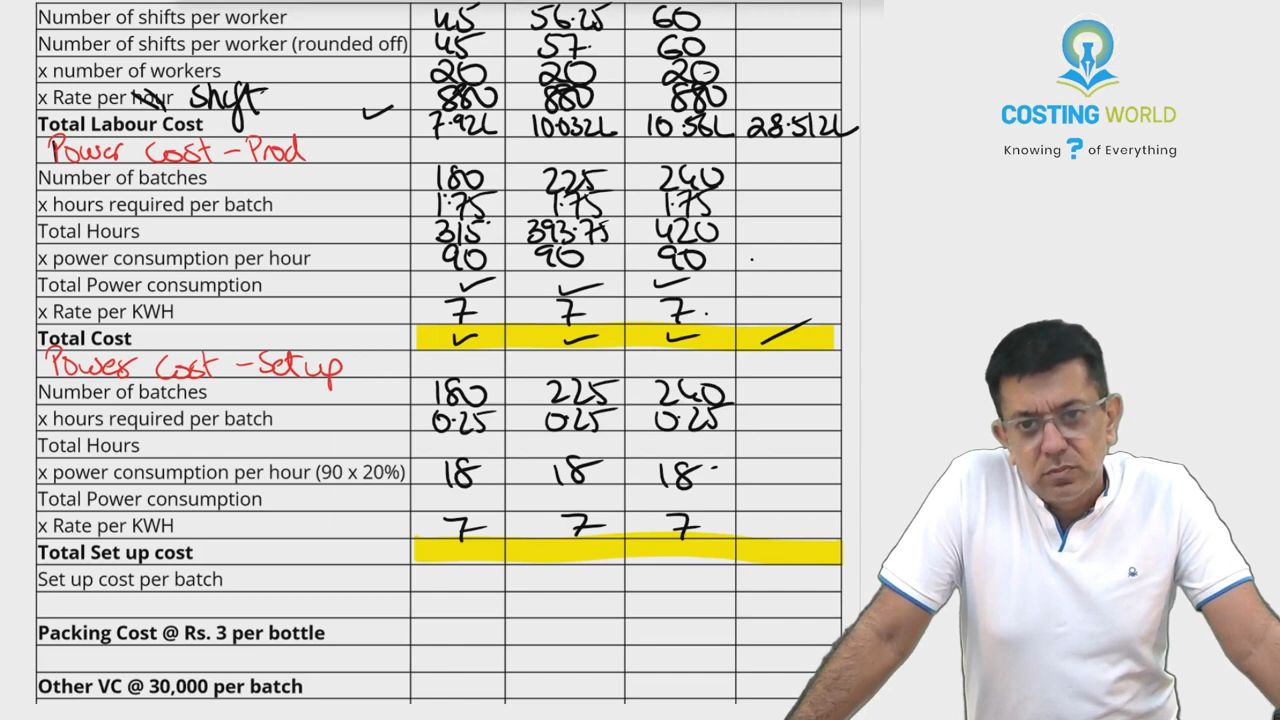 Number of shifts per worker 45 56.25 60
Number of shifts per worker (rounded off) 45 57 60
x number of workers 20 20 20
x Rate per hour shift 880 880 880
Total Labour Cost 7.92L 10.032L 10.56L 28.512L
Power Cost - Prod
Number of batches 180 225 240
x hours required per batch 1.75 1.75 1.75
Total Hours 315 393.75 420
x power consumption per hour 90 90 90
Total Power consumption
x Rate per KWH 7 7 7
Total Cost
Power Cost - Set up
Number of batches 180 225 240
x hours required per batch 0.25 0.25 0.25
Total Hours
x power consumption per hour (90 x 20%) 18 18 18
Total Power consumption
x Rate per KWH 7 7 7
Total Set up cost
Set up cost per batch
Packing Cost @ Rs. 3 per bottle
Other VC @ 30,000 per batch
COSTING WORLD
Knowing ? of Everything